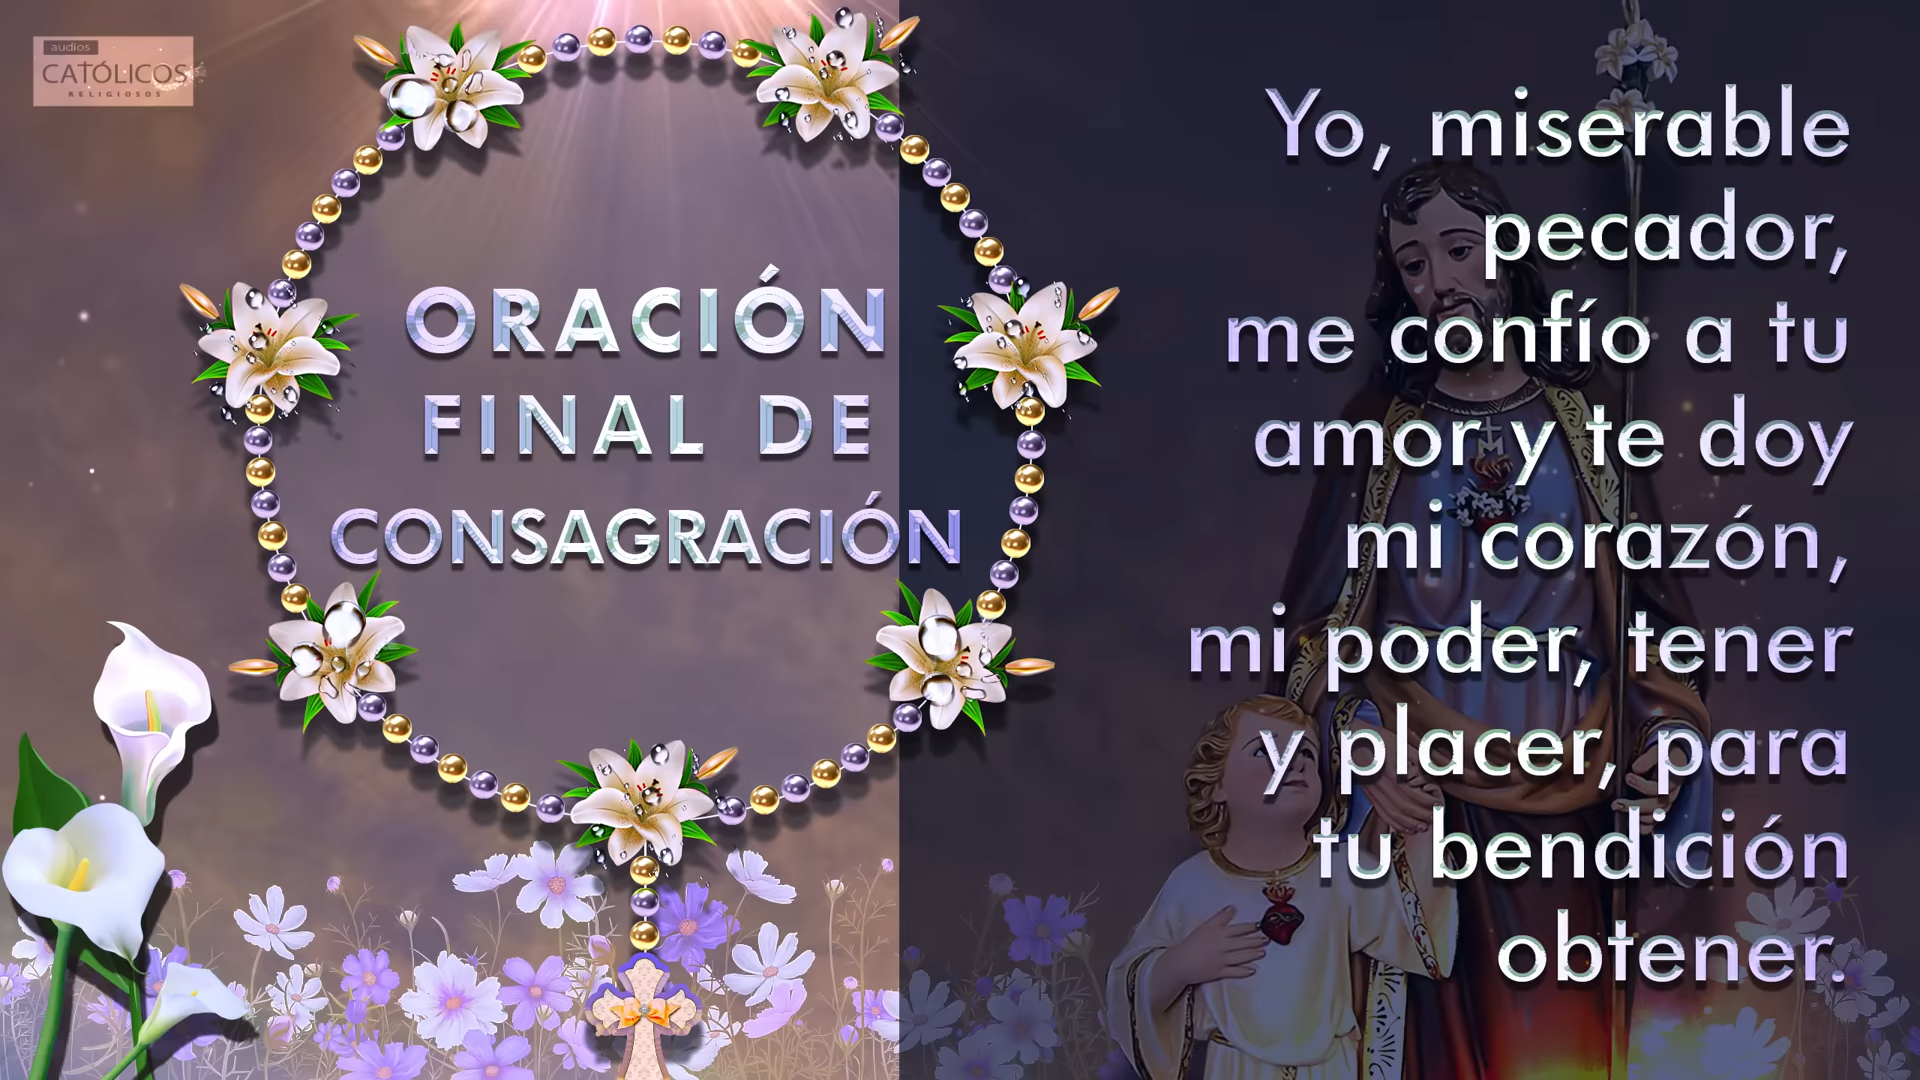 audios
CATÓLICOS
RELIGIOSOS
ORACIÓN
FINAL DE
CONSAGRACIÓN
Yo, miserable
pecador,
me confío a tu
amor y te doy
mi corazón,
mi poder, tener
y placer, para
tu bendición
obtener.